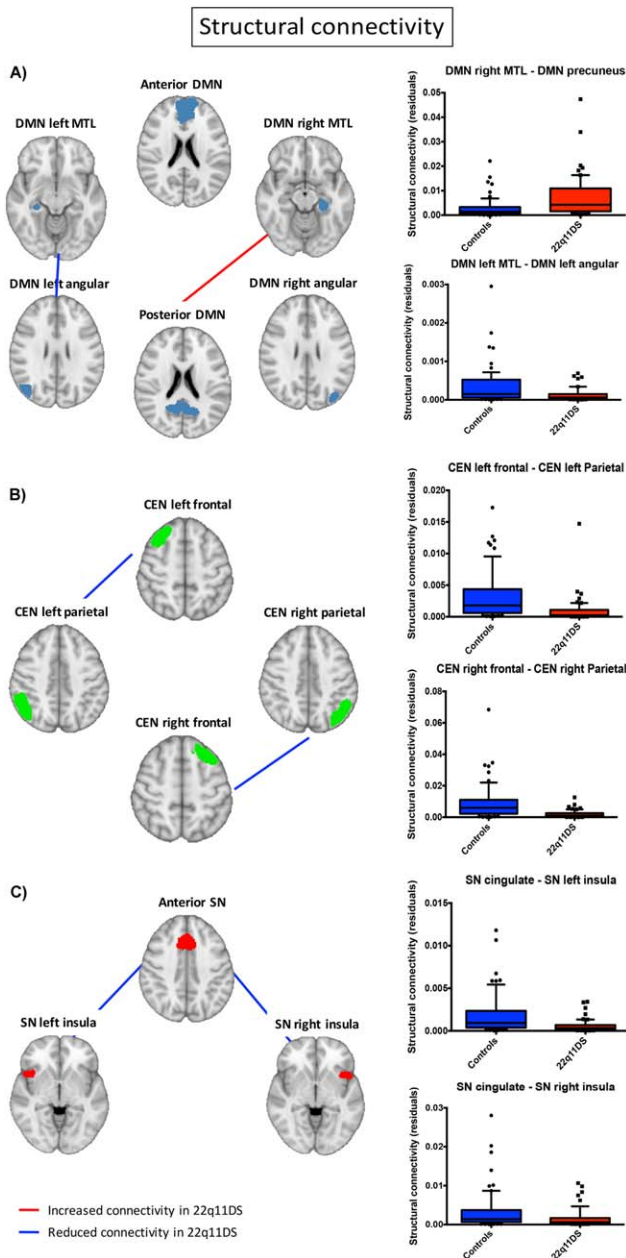 Structural connectivity
A)
Anterior DMN
DMN left MTL
DMN right MTL
DMN left angular
DMN right angular
Posterior DMN
DMN right MTL - DMN precuneus
Structural connectivity (residuals)
0.05
0.04
0.03
0.02
0.01
0.00
Controls
22q11DS
DMN left MTL - DMN left angular
Structural connectivity (residuals)
0.003
0.002
0.001
0.000
Controls
22q11DS
B)
CEN left frontal
CEN left parietal
CEN right parietal
CEN right frontal
CEN left frontal - CEN left Parietal
Structural connectivity (residuals)
0.020
0.015
0.010
0.005
0.000
Controls
22q11DS
CEN right frontal - CEN right Parietal
Structural connectivity (residuals)
0.08
0.06
0.04
0.02
0.00
Controls
22q11DS
C)
Anterior SN
SN left insula
SN right insula
SN cingulate - SN left insula
Structural connectivity (residuals)
0.015
0.010
0.005
0.000
Controls
22q11DS
SN cingulate - SN right insula
Structural connectivity (residuals)
0.03
0.02
0.01
0.00
Controls
22q11DS
Increased connectivity in 22q11DS
Reduced connectivity in 22q11DS